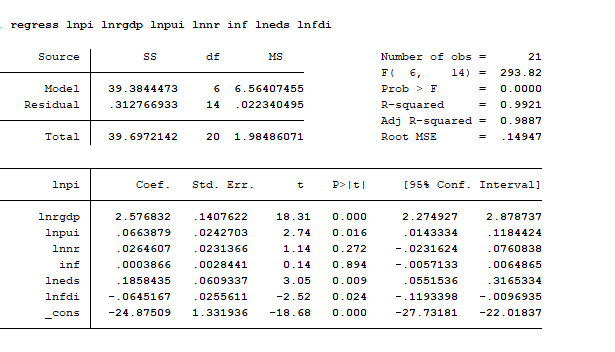 . regress lnpi lnrgdp lnpui lnnr inf lneds lnfdi
Source SS df MS Number of obs = 21
F( 6, 14) = 293.82
Model 39.3844473 6 6.56407455 Prob > F = 0.0000
Residual .312766933 14 .022340495 R-squared = 0.9921
Adj R-squared = 0.9887
Total 39.6972142 20 1.98486071 Root MSE = .14947
lnpi Coef. Std. Err. t P>|t| [95% Conf. Interval]
lnrgdp 2.576832 .1407622 18.31 0.000 2.274927 2.878737
lnpui .0663879 .0242703 2.74 0.016 .0143334 .1184424
lnnr .0264607 .0231366 1.14 0.272 -.0231624 .0760838
inf .0003866 .0028441 0.14 0.894 -.0057133 .0064865
lneds .1858435 .0609337 3.05 0.009 .0551536 .3165334
lnfdi -.0645167 .0255611 -2.52 0.024 -.1193398 -.0096935
_cons -24.87509 1.331936 -18.68 0.000 -27.73181 -22.01837